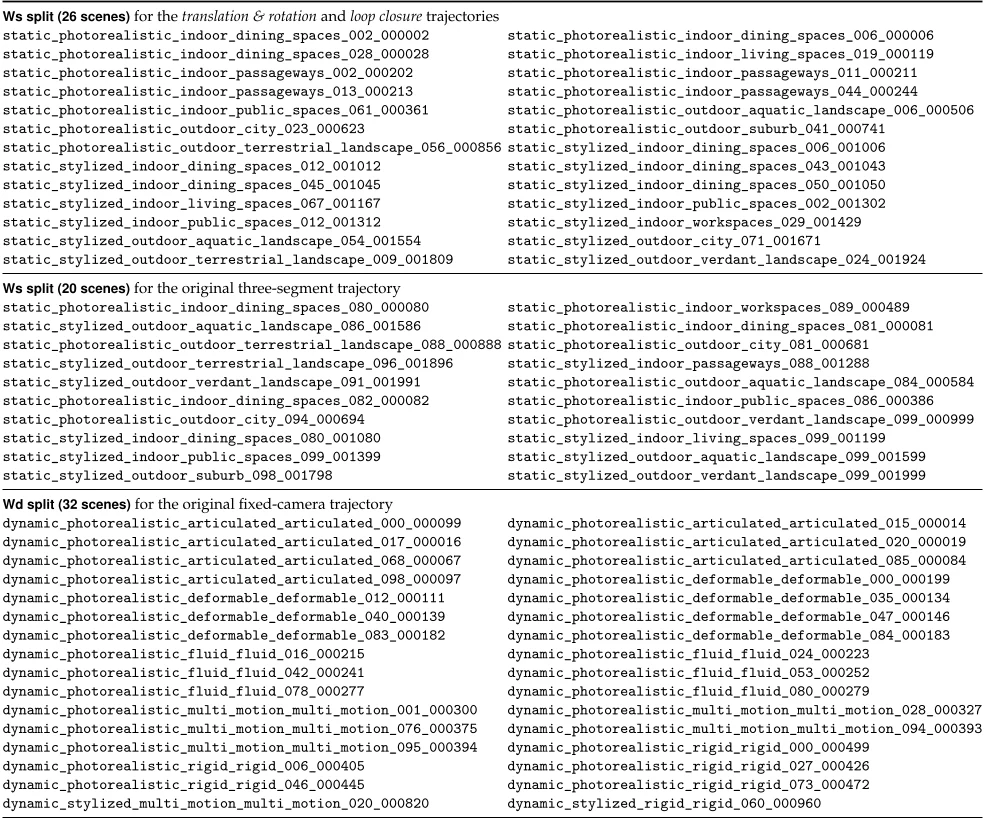 Ws split (26 scenes) for the translation & rotation and loop closure trajectories
static_photorealistic_indoor_dining_spaces_002_000002 static_photorealistic_indoor_dining_spaces_006_000006
static_photorealistic_indoor_dining_spaces_028_000028 static_photorealistic_indoor_living_spaces_019_000119
static_photorealistic_indoor_passageways_002_000202 static_photorealistic_indoor_passageways_011_000211
static_photorealistic_indoor_passageways_013_000213 static_photorealistic_indoor_passageways_044_000244
static_photorealistic_indoor_public_spaces_061_000361 static_photorealistic_outdoor_aquatic_landscape_006_000506
static_photorealistic_outdoor_city_023_000623 static_photorealistic_outdoor_suburb_041_000741
static_photorealistic_outdoor_terrestrial_landscape_056_000856 static_stylized_indoor_dining_spaces_006_001006
static_stylized_indoor_dining_spaces_012_001012 static_stylized_indoor_dining_spaces_043_001043
static_stylized_indoor_dining_spaces_045_001045 static_stylized_indoor_dining_spaces_050_001050
static_stylized_indoor_living_spaces_067_001167 static_stylized_indoor_public_spaces_002_001302
static_stylized_indoor_public_spaces_012_001312 static_stylized_indoor_workspaces_029_001429
static_stylized_outdoor_aquatic_landscape_054_001554 static_stylized_outdoor_city_071_001671
static_stylized_outdoor_terrestrial_landscape_009_001809 static_stylized_outdoor_verdant_landscape_024_001924
Ws split (20 scenes) for the original three-segment trajectory
static_photorealistic_indoor_dining_spaces_080_000080 static_photorealistic_indoor_workspaces_089_000489
static_stylized_outdoor_aquatic_landscape_086_001586 static_photorealistic_indoor_dining_spaces_081_000081
static_photorealistic_outdoor_terrestrial_landscape_088_000888 static_photorealistic_outdoor_city_081_000681
static_stylized_outdoor_terrestrial_landscape_096_001896 static_stylized_indoor_passageways_088_001288
static_stylized_outdoor_verdant_landscape_091_001991 static_photorealistic_outdoor_aquatic_landscape_084_000584
static_photorealistic_indoor_dining_spaces_082_000082 static_photorealistic_indoor_public_spaces_086_000386
static_photorealistic_outdoor_city_094_000694 static_photorealistic_outdoor_verdant_landscape_099_000999
static_stylized_indoor_dining_spaces_080_001080 static_stylized_indoor_living_spaces_099_001199
static_stylized_indoor_public_spaces_099_001399 static_stylized_outdoor_aquatic_landscape_099_001599
static_stylized_outdoor_suburb_098_001798 static_stylized_outdoor_verdant_landscape_099_001999
Wd split (32 scenes) for the original fixed-camera trajectory
dynamic_photorealistic_articulated_articulated_000_000099 dynamic_photorealistic_articulated_articulated_015_000014
dynamic_photorealistic_articulated_articulated_017_000016 dynamic_photorealistic_articulated_articulated_020_000019
dynamic_photorealistic_articulated_articulated_068_000067 dynamic_photorealistic_articulated_articulated_085_000084
dynamic_photorealistic_articulated_articulated_098_000097 dynamic_photorealistic_deformable_deformable_000_000199
dynamic_photorealistic_deformable_deformable_012_000111 dynamic_photorealistic_deformable_deformable_035_000134
dynamic_photorealistic_deformable_deformable_040_000139 dynamic_photorealistic_deformable_deformable_047_000146
dynamic_photorealistic_deformable_deformable_083_000182 dynamic_photorealistic_deformable_deformable_084_000183
dynamic_photorealistic_fluid_fluid_016_000215 dynamic_photorealistic_fluid_fluid_024_000223
dynamic_photorealistic_fluid_fluid_042_000241 dynamic_photorealistic_fluid_fluid_053_000252
dynamic_photorealistic_fluid_fluid_078_000277 dynamic_photorealistic_fluid_fluid_080_000279
dynamic_photorealistic_multi_motion_multi_motion_001_000300 dynamic_photorealistic_multi_motion_multi_motion_028_000327
dynamic_photorealistic_multi_motion_multi_motion_076_000375 dynamic_photorealistic_multi_motion_multi_motion_094_000393
dynamic_photorealistic_multi_motion_multi_motion_095_000394 dynamic_photorealistic_rigid_rigid_000_000499
dynamic_photorealistic_rigid_rigid_006_000405 dynamic_photorealistic_rigid_rigid_027_000426
dynamic_photorealistic_rigid_rigid_046_000445 dynamic_photorealistic_rigid_rigid_073_000472
dynamic_stylized_multi_motion_multi_motion_020_000820 dynamic_stylized_rigid_rigid_060_000960